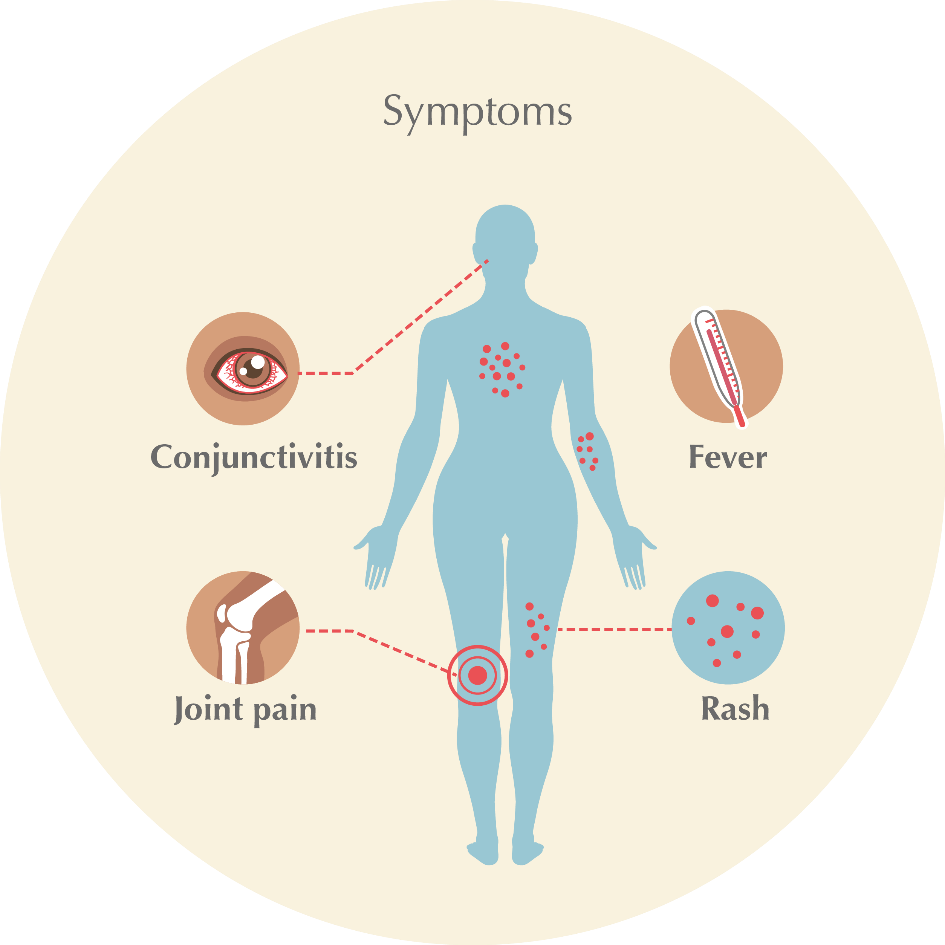 Symptoms
Conjunctivitis
Fever
Joint pain
Rash